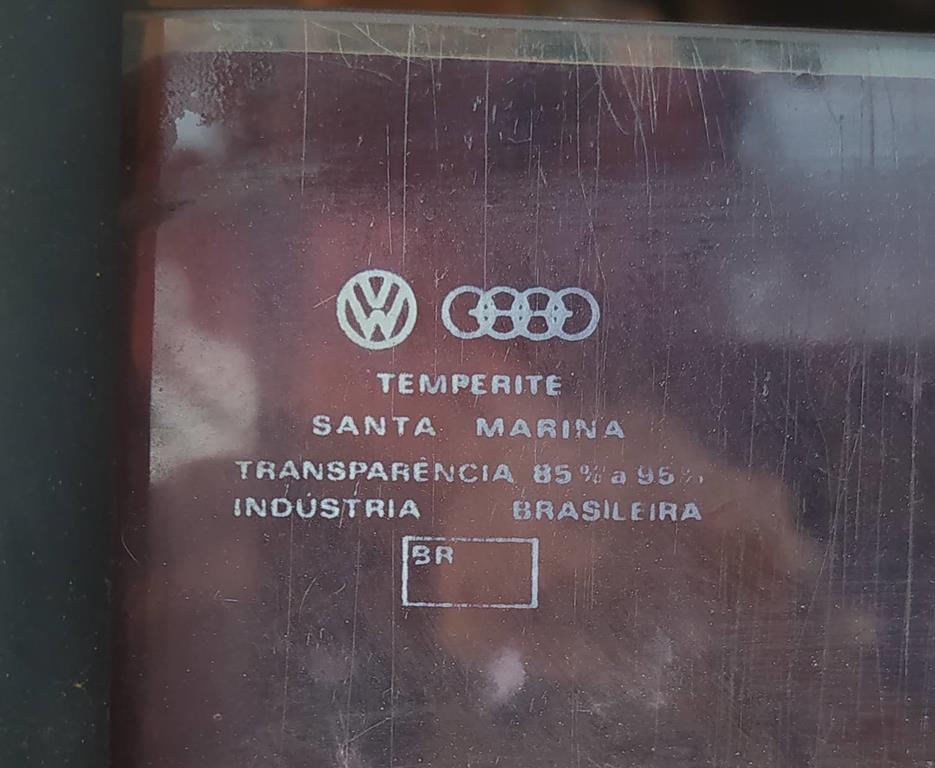 TEMPERITE
SANTA MARINA
TRANSPARÊNCIA 85% a 95%
INDÚSTRIA BRASILEIRA
BR